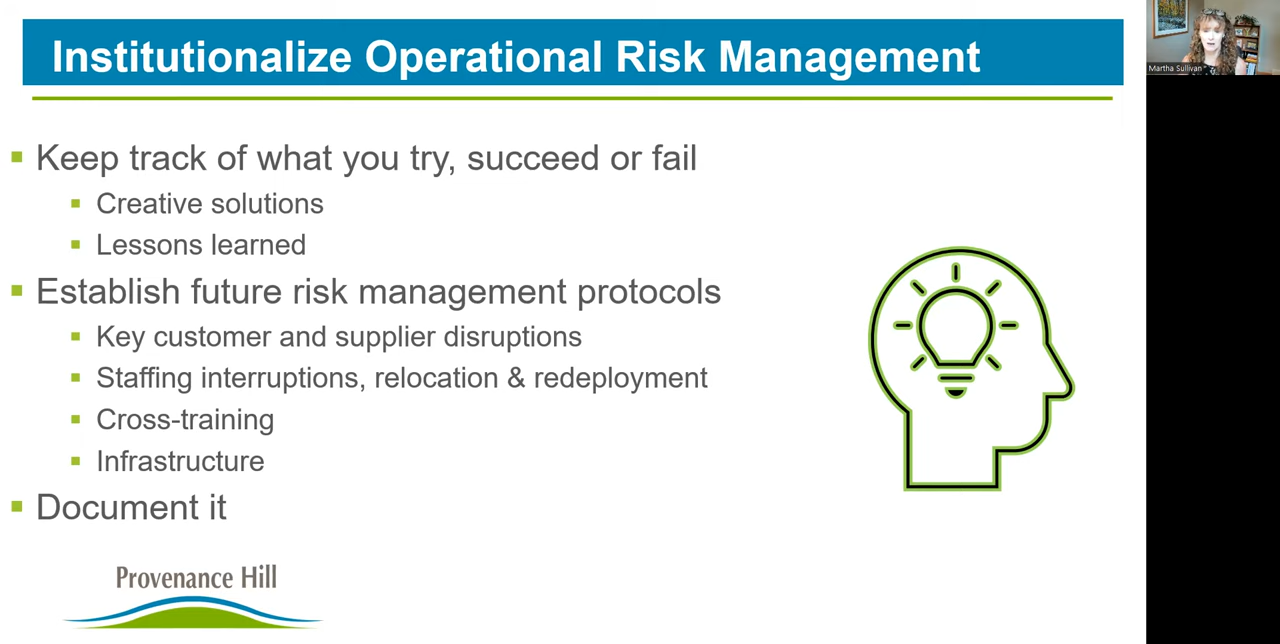 Institutionalize Operational Risk Management
Martha Sullivan
Keep track of what you try, succeed or fail
Creative solutions
Lessons learned
Establish future risk management protocols
Key customer and supplier disruptions
Staffing interruptions, relocation & redeployment
Cross-training
Infrastructure
Document it
Provenance Hill